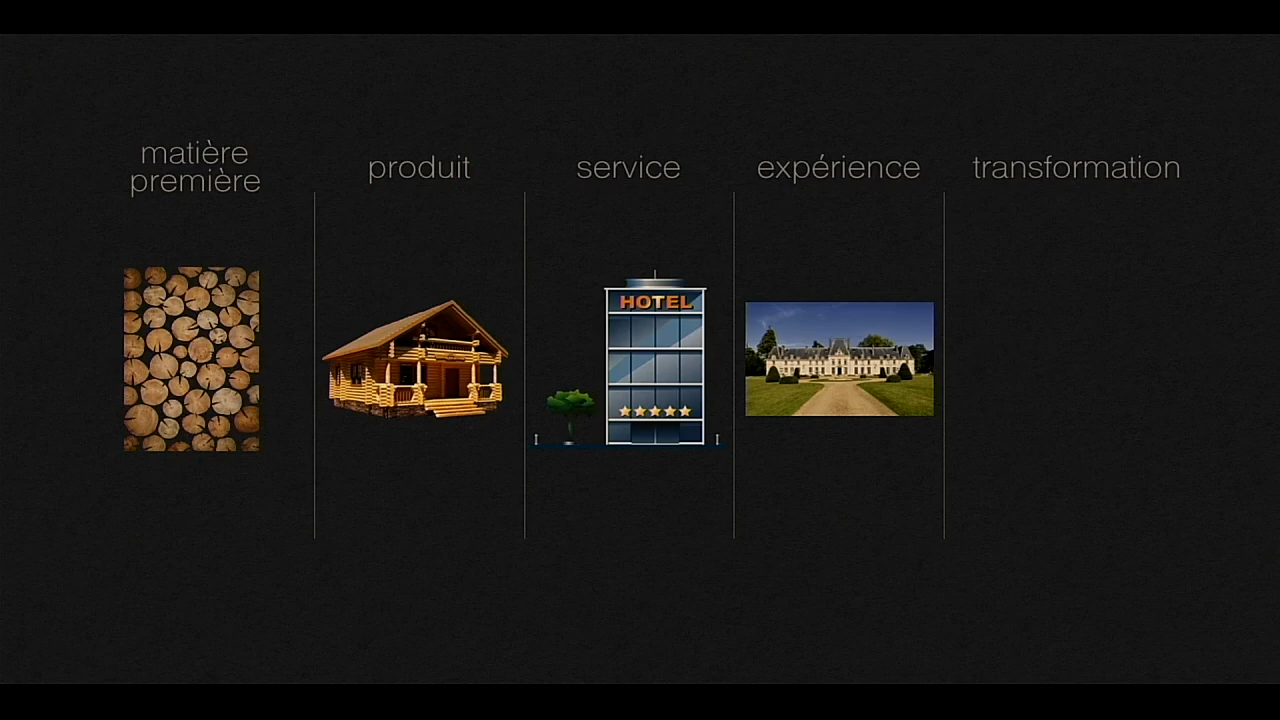 matière
première
produit
service
expérience
transformation
HOTEL